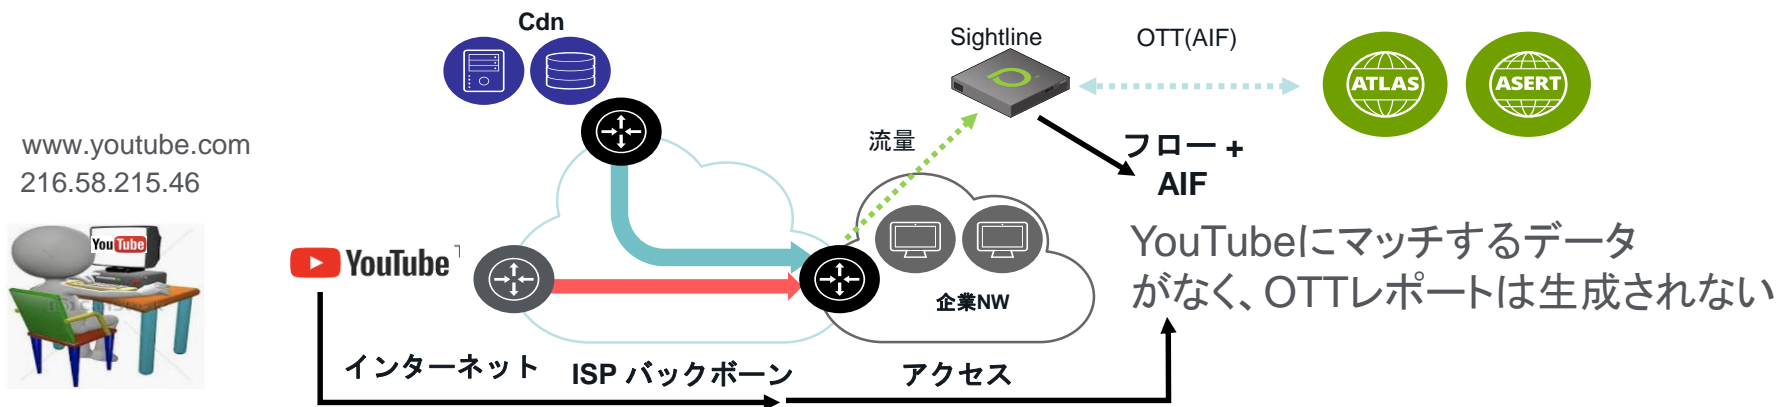 Cdn
Sightline
OTT(AIF)
ATLAS
ASERT
www.youtube.com
216.58.215.46
流量
フロー +
AIF
You Tube
YouTube
企業NW
YouTubeにマッチするデータ
がなく、OTTレポートは生成されない
インターネット
ISP バックボーン
アクセス